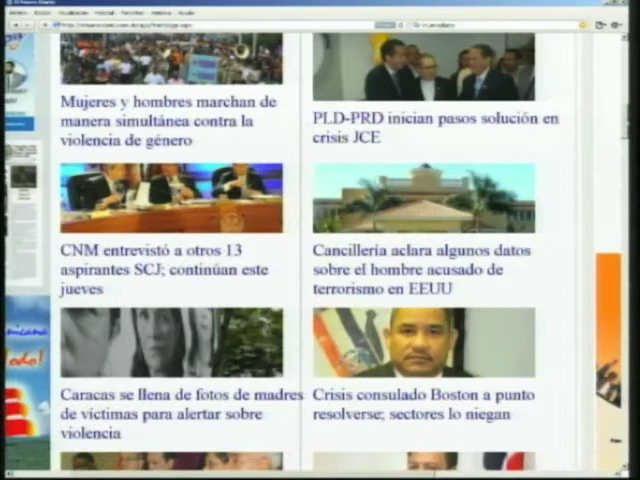 Mujeres y hombres marchan de
manera simultánea contra la
violencia de género
PLD-PRD inician pasos solución en
crisis JCE
CNM entrevistó a otros 13
aspirantes SCJ; continúan este
jueves
Cancillería aclara algunos datos
sobre el hombre acusado de
terrorismo en EEUU
Caracas se llena de fotos de madres
de víctimas para alertar sobre
violencia
Crisis consulado Boston a punto
resolverse; sectores lo niegan